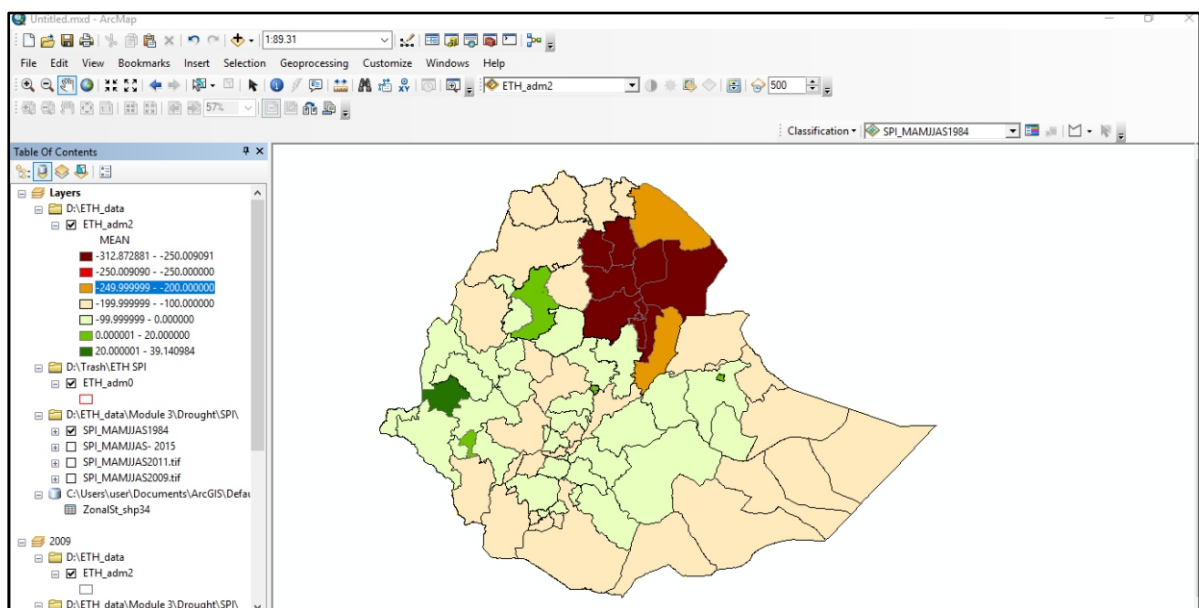 Untitled.mxd - ArcMap
1:89.31
File Edit View Bookmarks Insert Selection Geoprocessing Customize Windows Help
ETH_adm2 500
57%
Classification SPI_MAMJJAS1984
Table Of Contents
Layers
D:\ETH_data
ETH_adm2
MEAN
-312.872881 - -250.009091
-250.009090 - -250.000000
-249.999999 - -200.000000
-199.999999 - -100.000000
-99.999999 - 0.000000
0.000001 - 20.000000
20.000001 - 39.140984
D:\Trash\ETH SPI
ETH_adm0
D:\ETH_data\Module 3\Drought\SPI\
SPI_MAMJJAS1984
SPI_MAMJJAS- 2015
SPI_MAMJJAS2011.tif
SPI_MAMJJAS2009.tif
C:\Users\user\Documents\ArcGIS\Defau
ZonalSt_shp34
2009
D:\ETH_data
ETH_adm2
D:\ETH_data\Module 3\Drought\SPI\